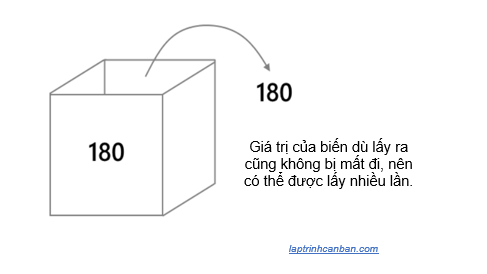 180
180
Giá trị của biến dù lấy ra
cũng không bị mất đi, nên
có thể được lấy nhiều lần.
laptrinhcanban.com